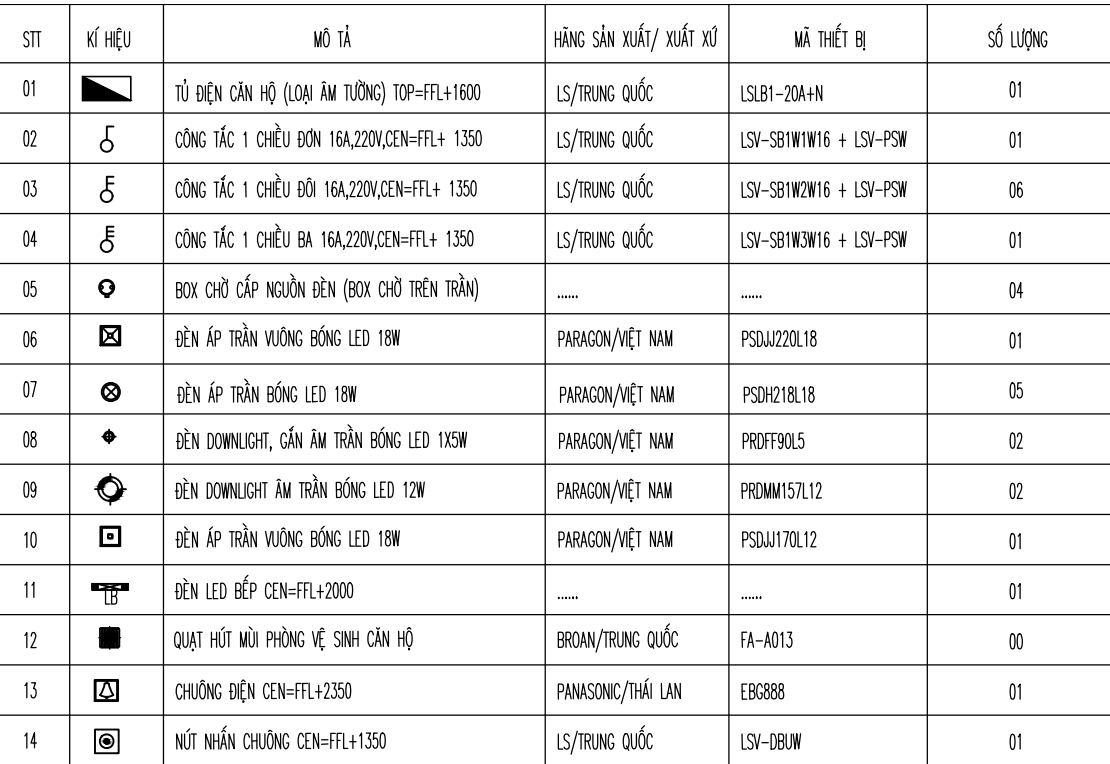 STT KÍ HIỆU MÔ TẢ HÃNG SẢN XUẤT/ XUẤT XỨ MÃ THIẾT BỊ SỐ LƯỢNG
01 TỦ ĐIỆN CĂN HỘ (LOẠI ÂM TƯỜNG) TOP=FFL+1600 LS/TRUNG QUỐC LSLB1-20A+N 01
02 CÔNG TẮC 1 CHIỀU ĐƠN 16A,220V,CEN=FFL+ 1350 LS/TRUNG QUỐC LSV-SB1W1W16 + LSV-PSW 01
03 CÔNG TẮC 1 CHIỀU ĐÔI 16A,220V,CEN=FFL+ 1350 LS/TRUNG QUỐC LSV-SB1W2W16 + LSV-PSW 06
04 CÔNG TẮC 1 CHIỀU BA 16A,220V,CEN=FFL+ 1350 LS/TRUNG QUỐC LSV-SB1W3W16 + LSV-PSW 01
05 BOX CHỜ CẤP NGUỒN ĐÈN (BOX CHỜ TRÊN TRẦN) ...... ...... 04
06 ĐÈN ÁP TRẦN VUÔNG BÓNG LED 18W PARAGON/VIỆT NAM PSDJJ220L18 01
07 ĐÈN ÁP TRẦN BÓNG LED 18W PARAGON/VIỆT NAM PSDH218L18 05
08 ĐÈN DOWNLIGHT, GẮN ÂM TRẦN BÓNG LED 1X5W PARAGON/VIỆT NAM PRDFF90L5 02
09 ĐÈN DOWNLIGHT ÂM TRẦN BÓNG LED 12W PARAGON/VIỆT NAM PRDMM157L12 02
10 ĐÈN ÁP TRẦN VUÔNG BÓNG LED 18W PARAGON/VIỆT NAM PSDJJ170L12 01
11 LB ĐÈN LED BẾP CEN=FFL+2000 ...... ...... 01
12 QUẠT HÚT MÙI PHÒNG VỆ SINH CĂN HỘ BROAN/TRUNG QUỐC FA-A013 00
13 CHUÔNG ĐIỆN CEN=FFL+2350 PANASONIC/THÁI LAN EBG888 01
14 NÚT NHẤN CHUÔNG CEN=FFL+1350 LS/TRUNG QUỐC LSV-DBUW 01